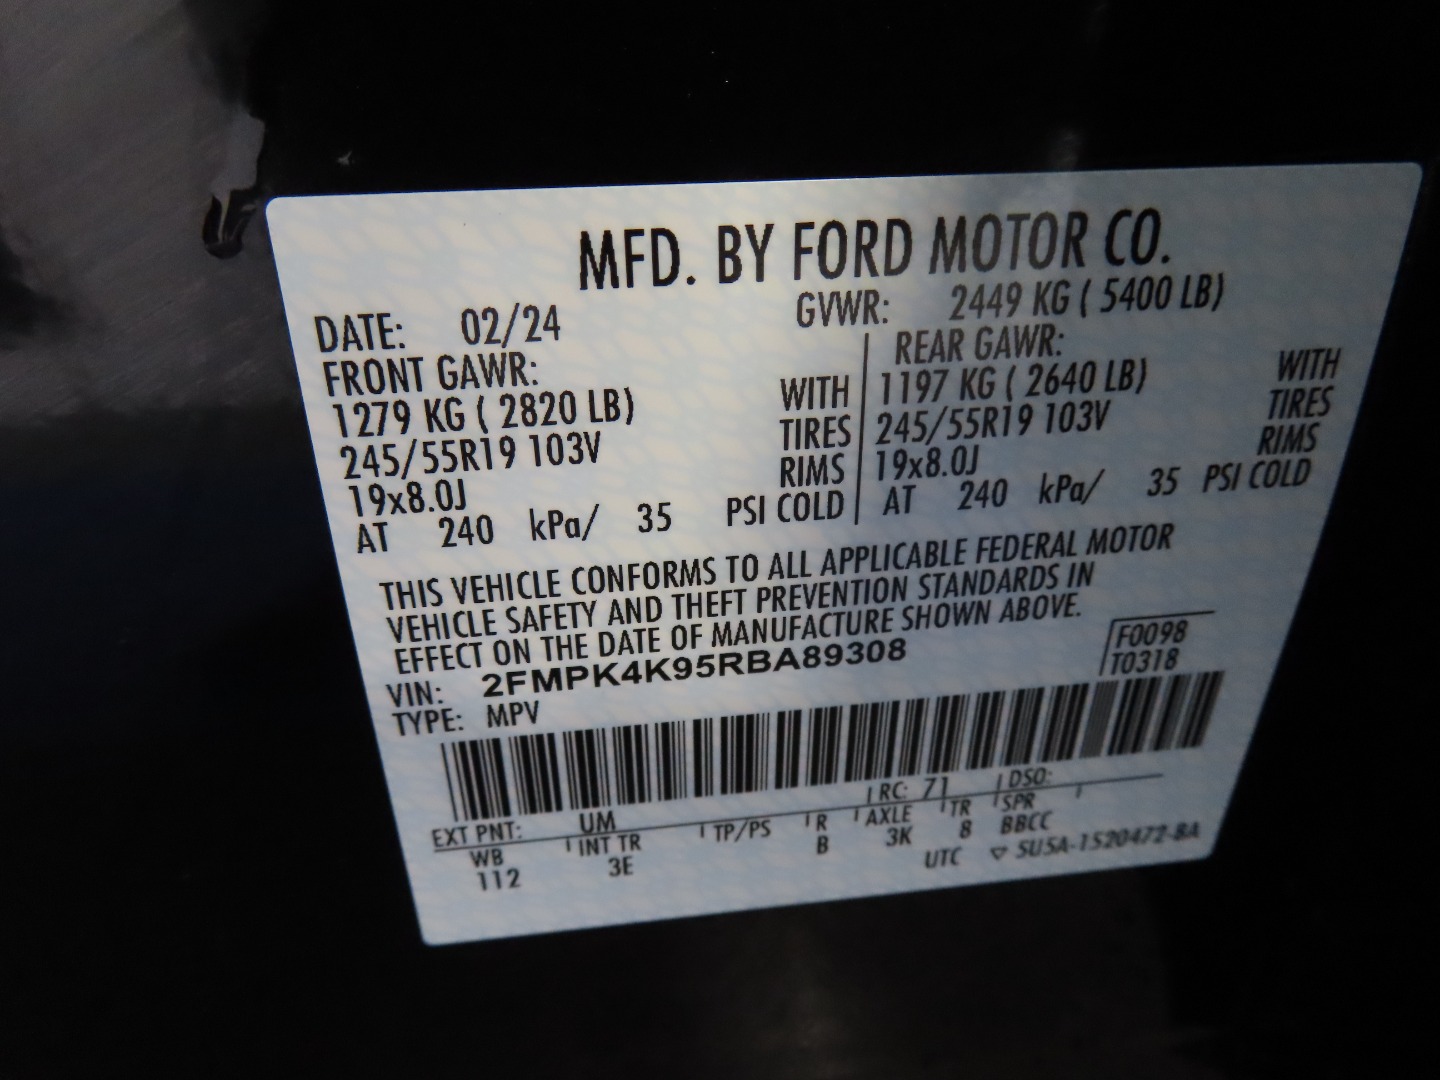 MFD. BY FORD MOTOR CO.
DATE: 02/24 GVWR: 2449 KG ( 5400 LB)
FRONT GAWR: REAR GAWR:
1279 KG ( 2820 LB) WITH 1197 KG ( 2640 LB) WITH
245/55R19 103V TIRES 245/55R19 103V TIRES
19x8.0J RIMS 19x8.0J RIMS
AT 240 kPa/ 35 PSI COLD AT 240 kPa/ 35 PSI COLD
THIS VEHICLE CONFORMS TO ALL APPLICABLE FEDERAL MOTOR
VEHICLE SAFETY AND THEFT PREVENTION STANDARDS IN
EFFECT ON THE DATE OF MANUFACTURE SHOWN ABOVE.
VIN: 2FMPK4K95RBA89308 F0098
TYPE: MPV T0318
EXT PNT: UM RC: 71 DSO:
WB INT TR TP/PS R AXLE TR SPR
112 3E B 3K 8 BBCC
UTC ▽ 5U5A-1520472-BA